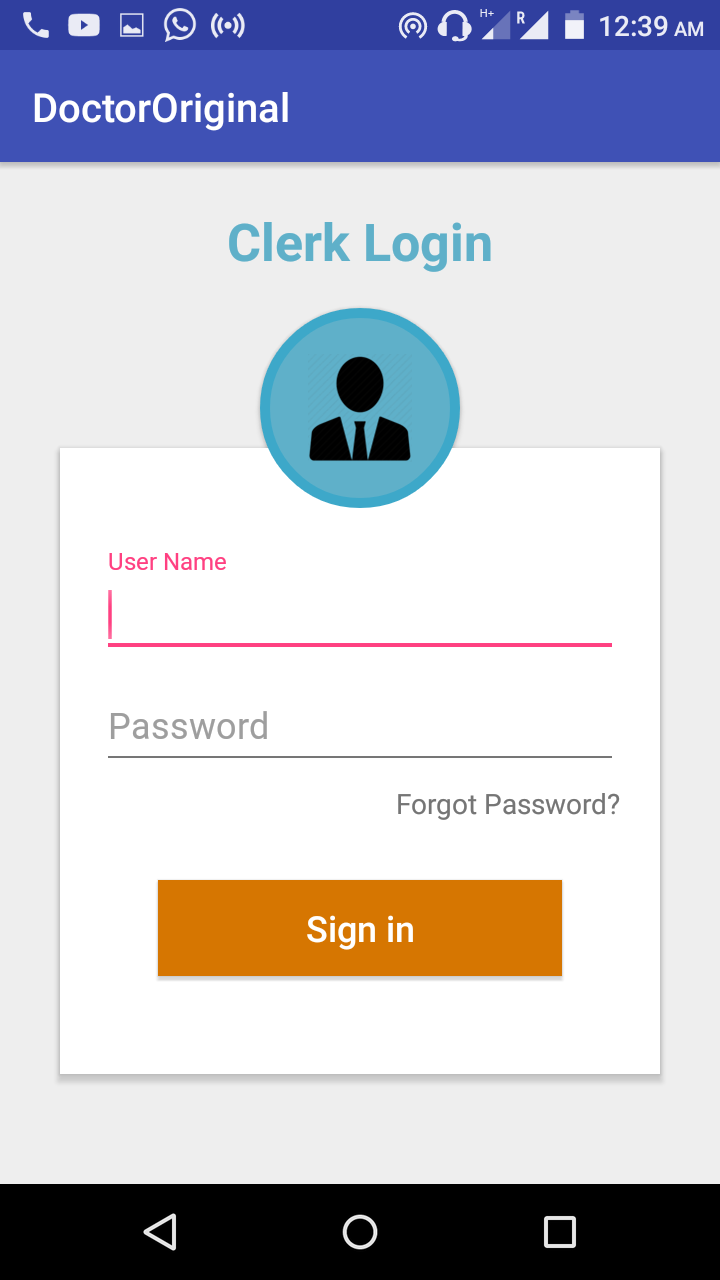 H+ R 12:39 AM
DoctorOriginal
Clerk Login
User Name
Password
Forgot Password?
Sign in